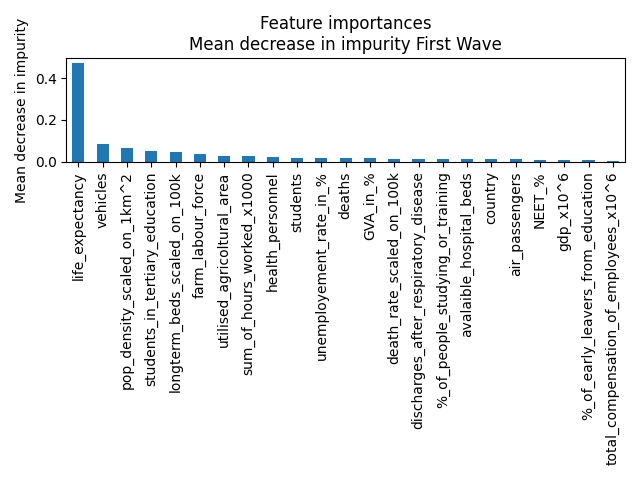 Feature importances
Mean decrease in impurity First Wave
Mean decrease in impurity
0.4
0.2
0.0
life_expectancy
vehicles
pop_density_scaled_on_1km^2
students_in_tertiary_education
longterm_beds_scaled_on_100k
farm_labour_force
utilised_agricoltural_area
sum_of_hours_worked_x1000
health_personnel
students
unemployement_rate_in_%
deaths
GVA_in_%
death_rate_scaled_on_100k
discharges_after_respiratory_disease
%_of_people_studying_or_training
avalaible_hospital_beds
country
air_passengers
NEET_%
gdp_x10^6
%_of_early_leavers_from_education
total_compensation_of_employees_x10^6